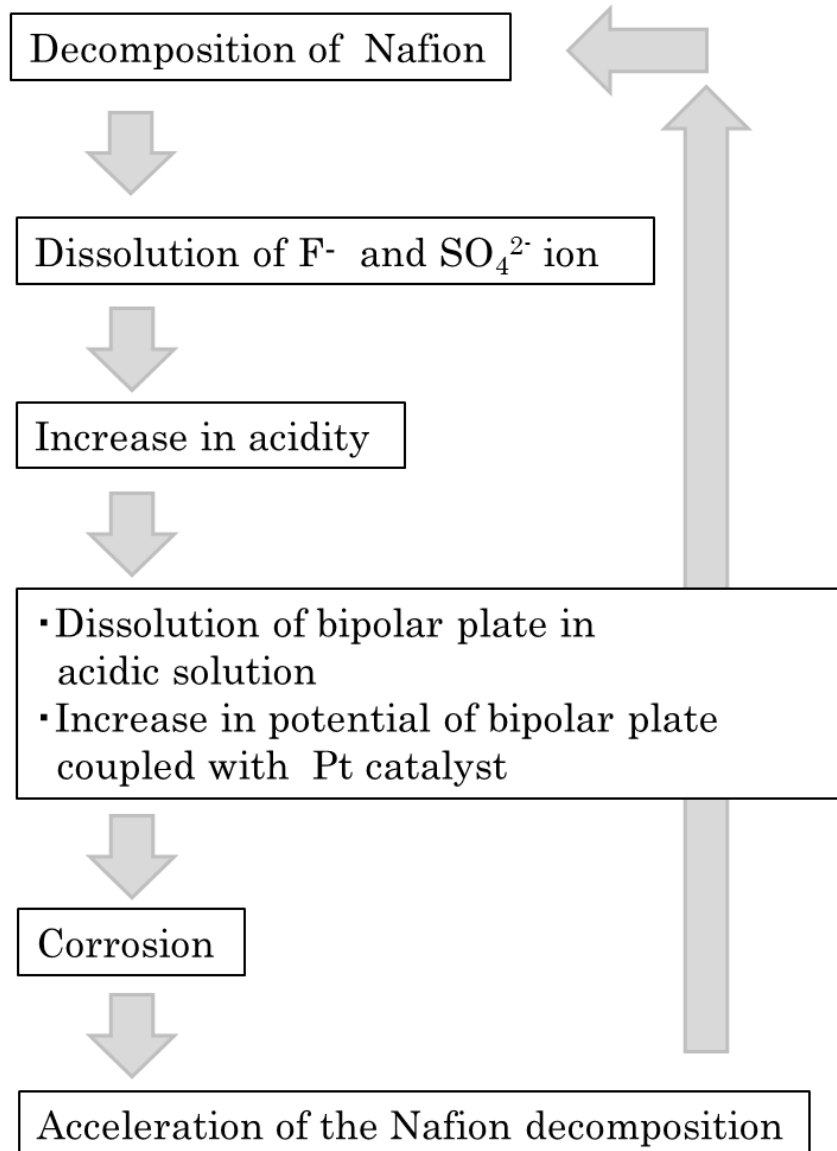 Decomposition of Nafion
Dissolution of F- and SO₄²⁻ ion
Increase in acidity
・Dissolution of bipolar plate in
acidic solution
・Increase in potential of bipolar plate
coupled with Pt catalyst
Corrosion
Acceleration of the Nafion decomposition